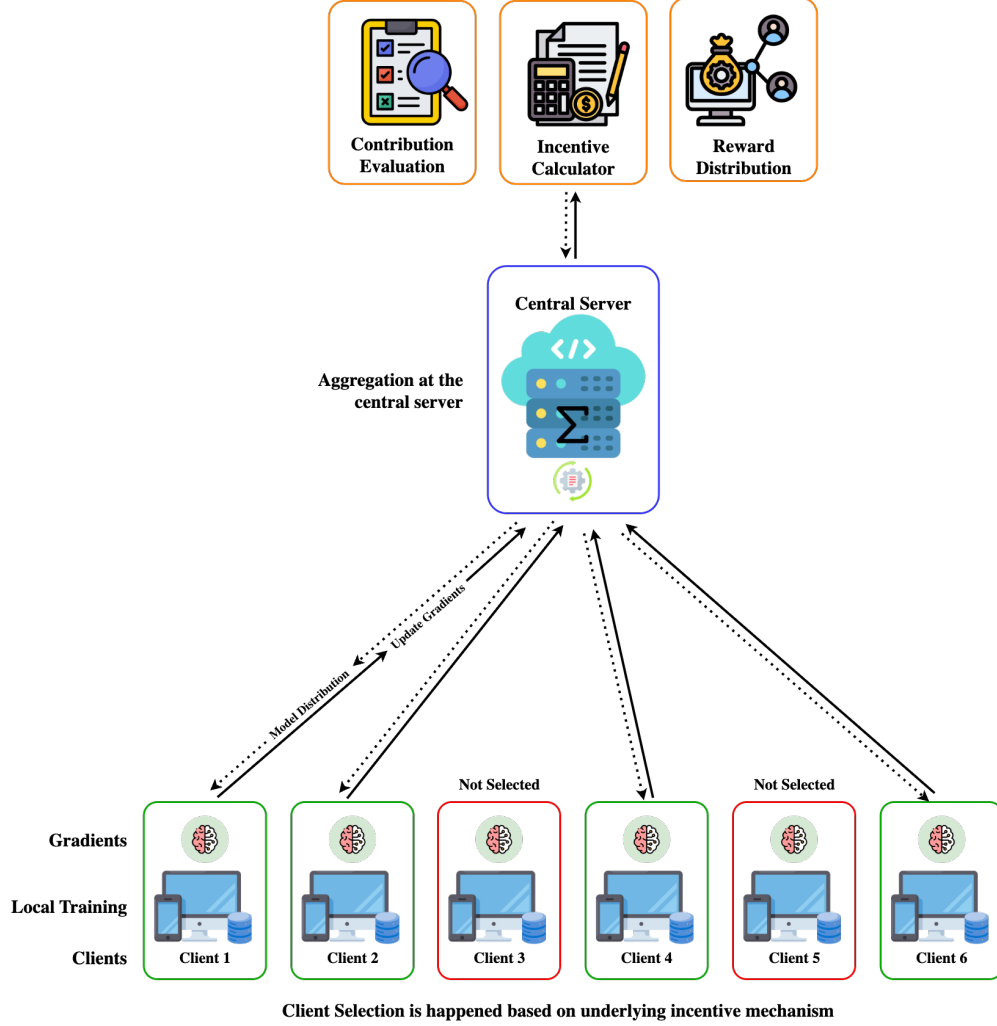 Contribution
Evaluation
Incentive
Calculator
Reward
Distribution
Central Server
</>
Σ
Aggregation at the
central server
Update Gradients
Model Distribution
Not Selected
Not Selected
Gradients
Local Training
Clients
Client 1
Client 2
Client 3
Client 4
Client 5
Client 6
Client Selection is happened based on underlying incentive mechanism